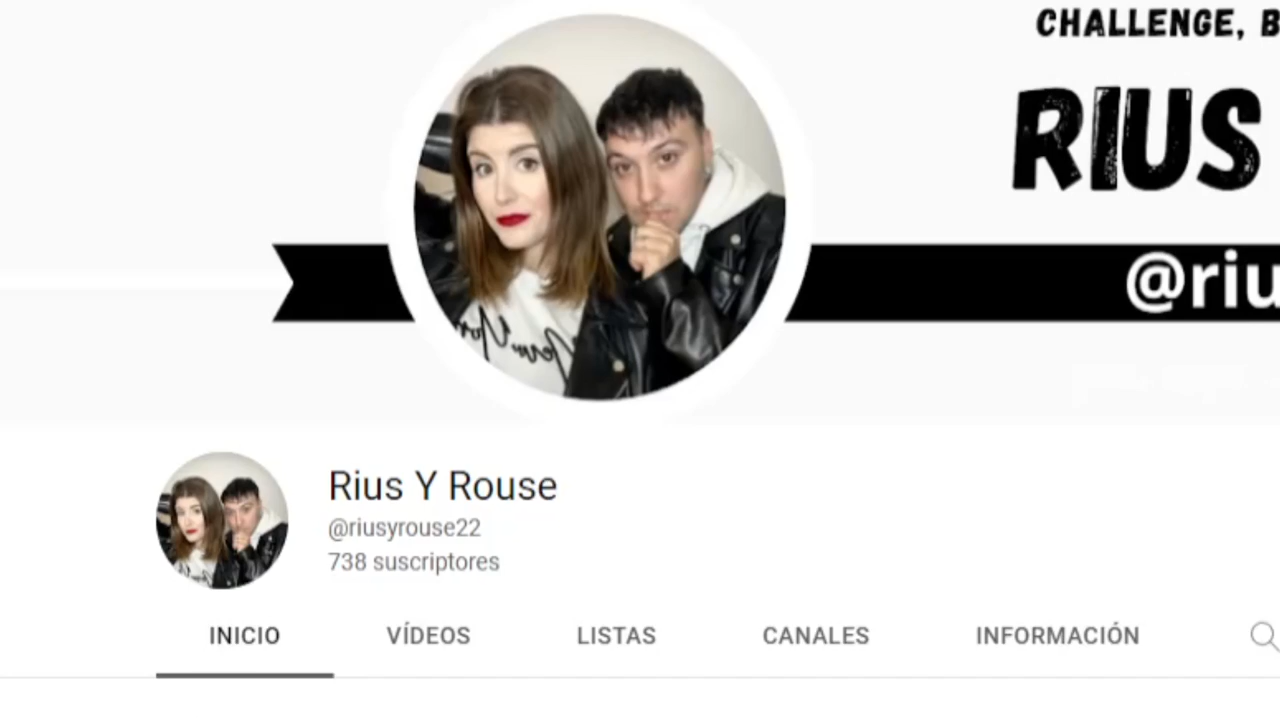 CHALLENGE, B
RIUS
@riu
Rius Y Rouse
@riusyrouse22
738 suscriptores
INICIO
VÍDEOS
LISTAS
CANALES
INFORMACIÓN